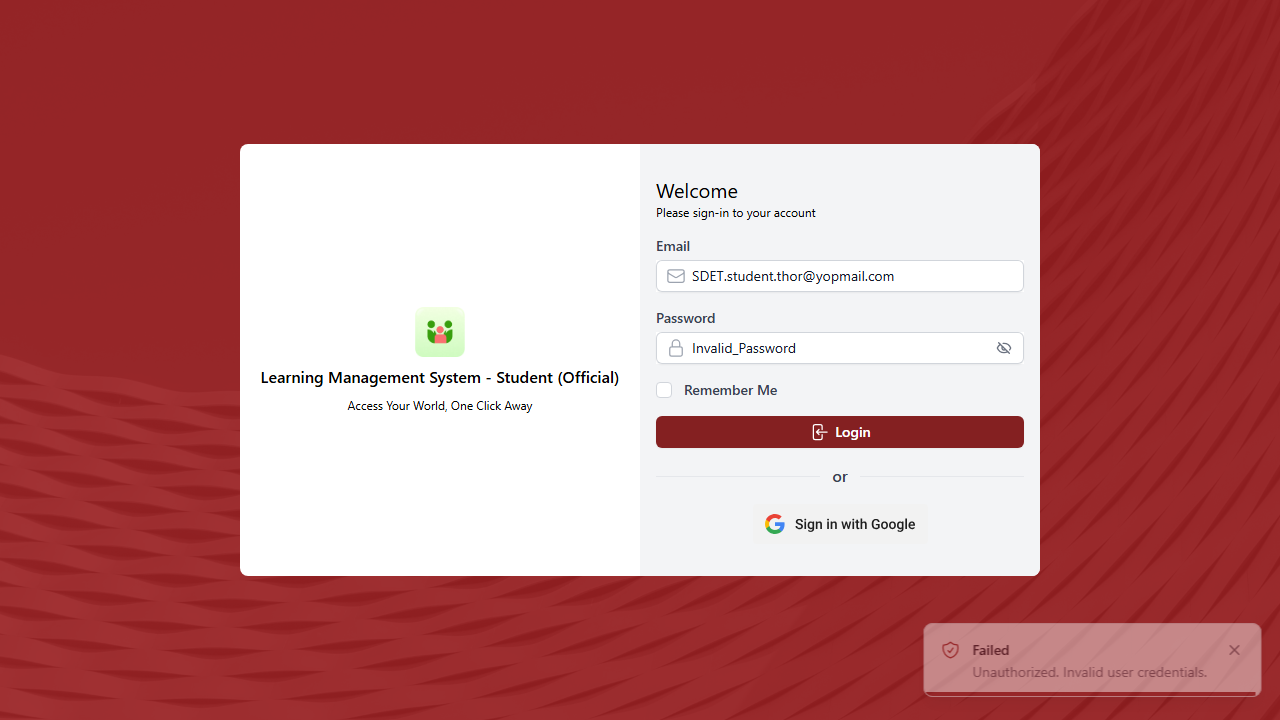 Learning Management System - Student (Official)
Access Your World, One Click Away
Welcome
Please sign-in to your account
Email
SDET.student.thor@yopmail.com
Password
Invalid_Password
Remember Me
Login
or
Sign in with Google
Failed
Unauthorized. Invalid user credentials.